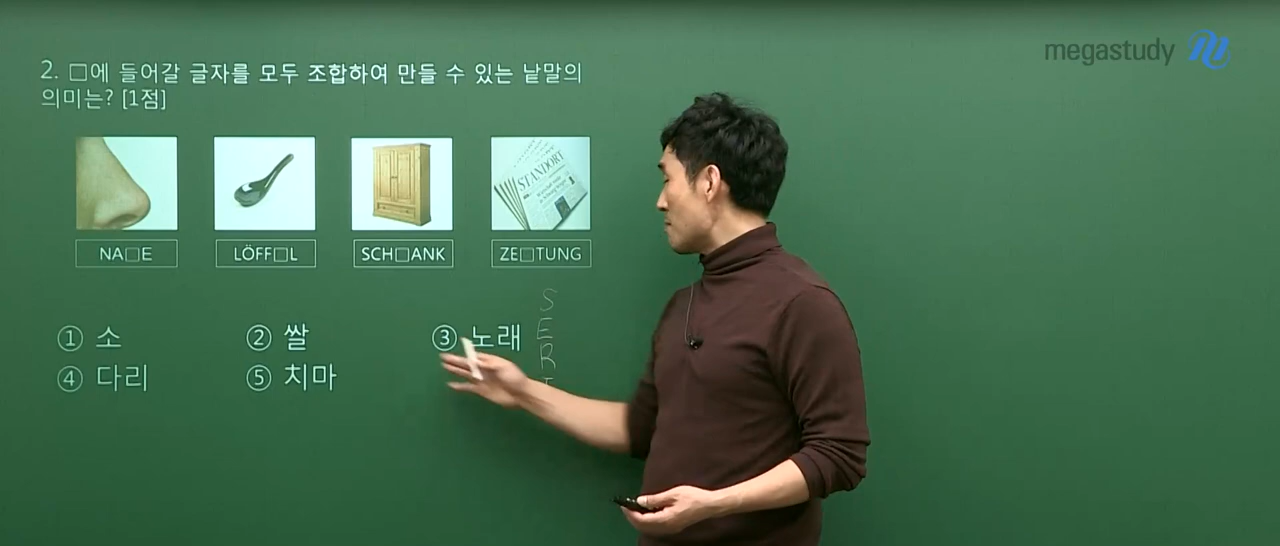 megastudy
2. □에 들어갈 글자를 모두 조합하여 만들 수 있는 낱말의
의미는? [1점]
STANDORT
NA□E LÖFF□L SCH□ANK ZE□TUNG
① 소 ② 쌀 ③ 노래
④ 다리 ⑤ 치마
S
E
R
I